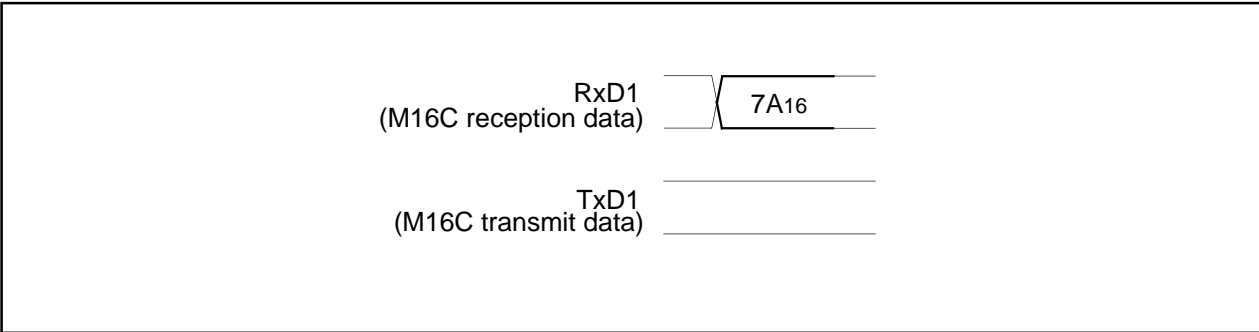 RxD1
(M16C reception data)
7A16
TxD1
(M16C transmit data)